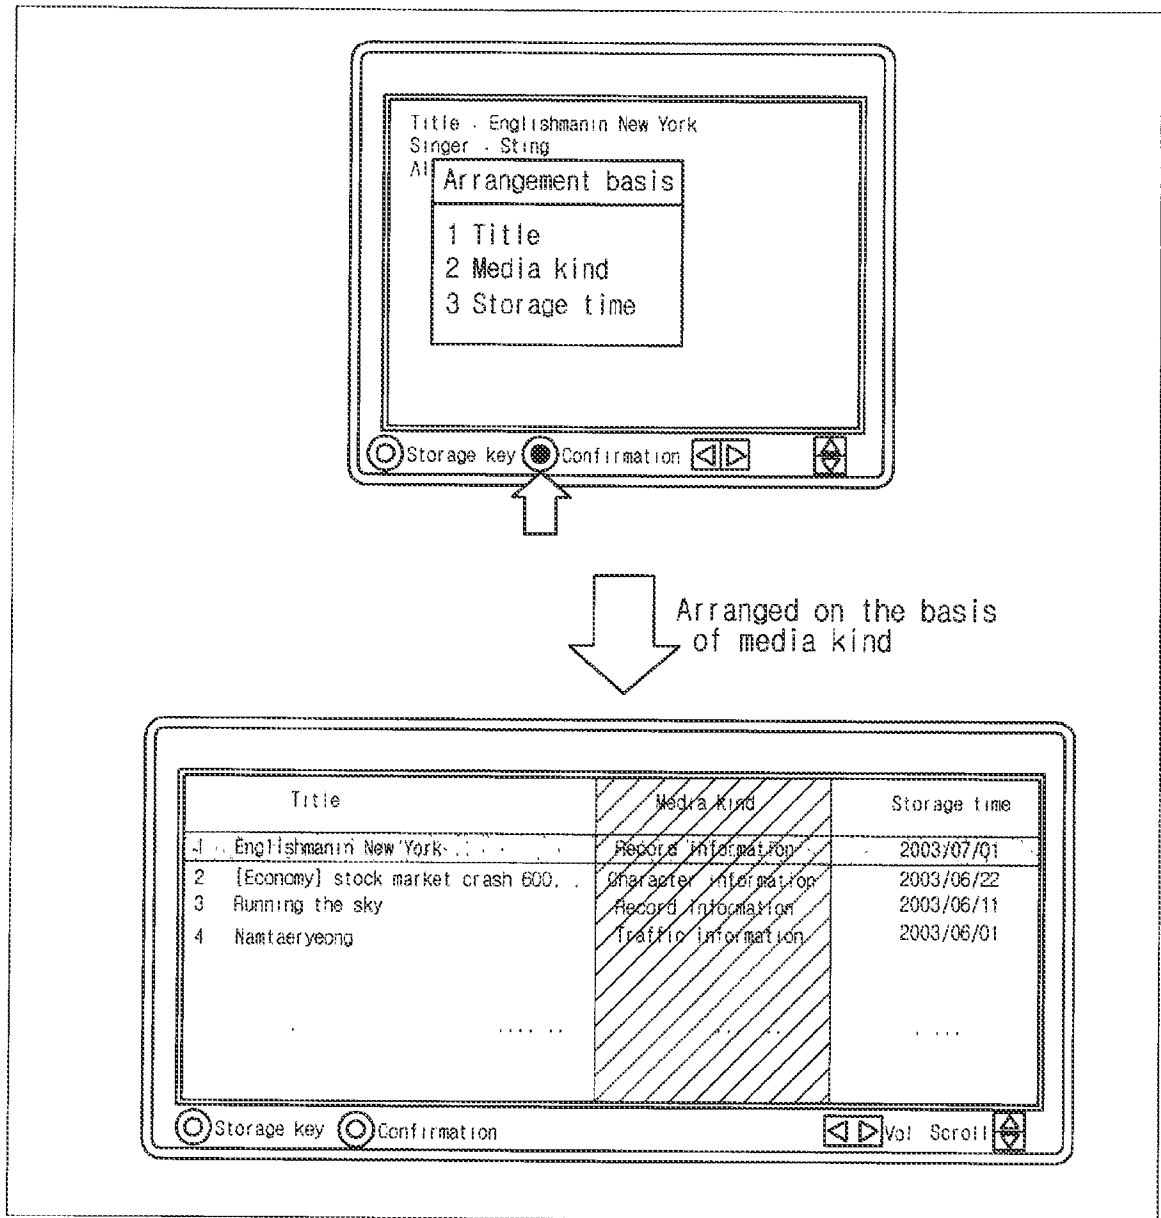 Title : Englishmanin New York
Singer : Sting
Al
Arrangement basis
1 Title
2 Media kind
3 Storage time
Storage key Confirmation
Arranged on the basis
of media kind
Title Media kind Storage time
1 Englishmanin New York Record information 2003/07/01
2 [Economy] stock market crash 600. . Character information 2003/06/22
3 Running the sky Record information 2003/06/11
4 Namtaeryeong Traffic information 2003/06/01
Storage key Confirmation Vol Scroll